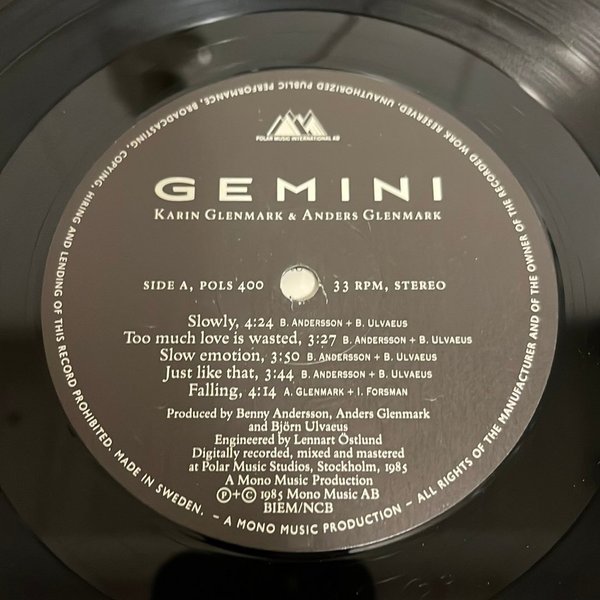 POLAR MUSIC INTERNATIONAL AB
GEMINI
KARIN GLENMARK & ANDERS GLENMARK
SIDE A, POLS 400 33 RPM, STEREO
Slowly, 4:24 B. ANDERSSON + B. ULVAEUS
Too much love is wasted, 3:27 B. ANDERSSON + B. ULVAEUS
Slow emotion, 3:50 B. ANDERSSON + B. ULVAEUS
Just like that, 3:44 B. ANDERSSON + B. ULVAEUS
Falling, 4:14 A. GLENMARK + I. FORSMAN
Produced by Benny Andersson, Anders Glenmark
and Björn Ulvaeus
Engineered by Lennart Östlund
Digitally recorded, mixed and mastered
at Polar Music Studios, Stockholm, 1985
A Mono Music Production
Ⓟ+© 1985 Mono Music AB
BIEM/NCB
– A MONO MUSIC PRODUCTION – ALL RIGHTS OF THE MANUFACTURER AND OF THE OWNER OF THE RECORDED WORK RESERVED. UNAUTHORIZED PUBLIC PERFORMANCE, BROADCASTING, COPYING, HIRING AND LENDING OF THIS RECORD PROHIBITED. MADE IN SWEDEN.